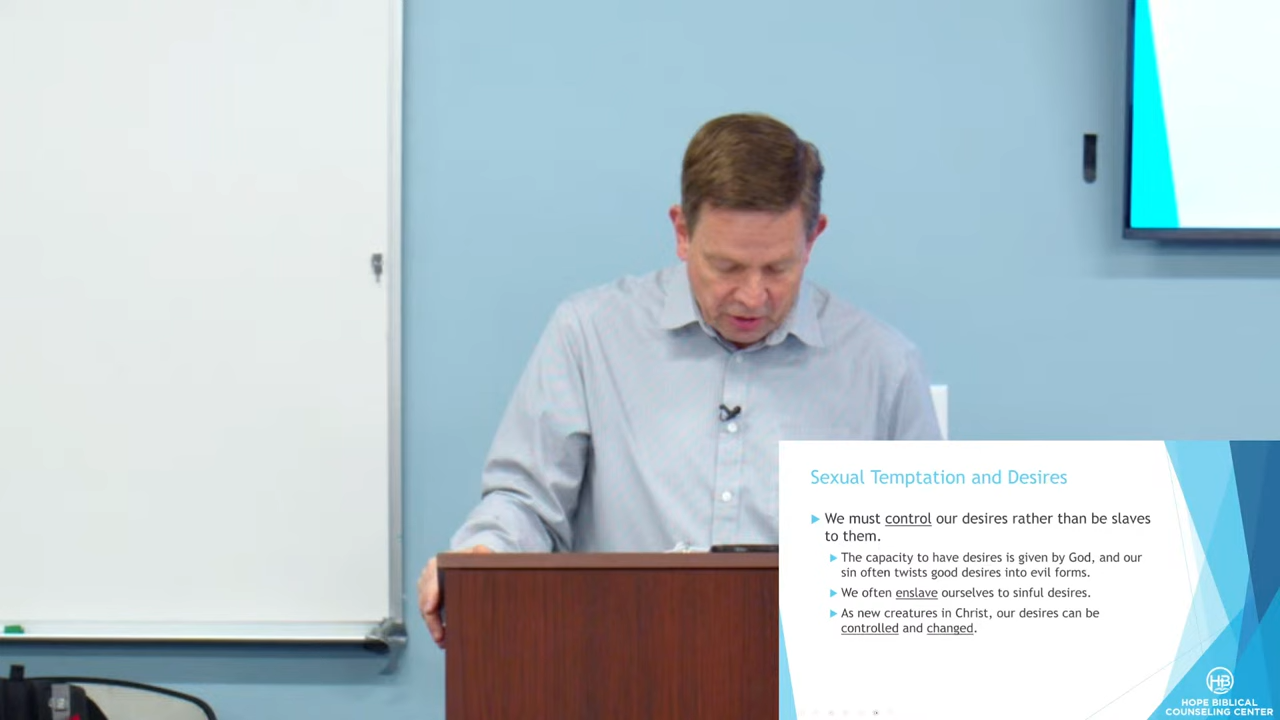 Sexual Temptation and Desires
We must control our desires rather than be slaves
to them.
The capacity to have desires is given by God, and our
sin often twists good desires into evil forms.
We often enslave ourselves to sinful desires.
As new creatures in Christ, our desires can be
controlled and changed.
HB
HOPE BIBLICAL
COUNSELING CENTER